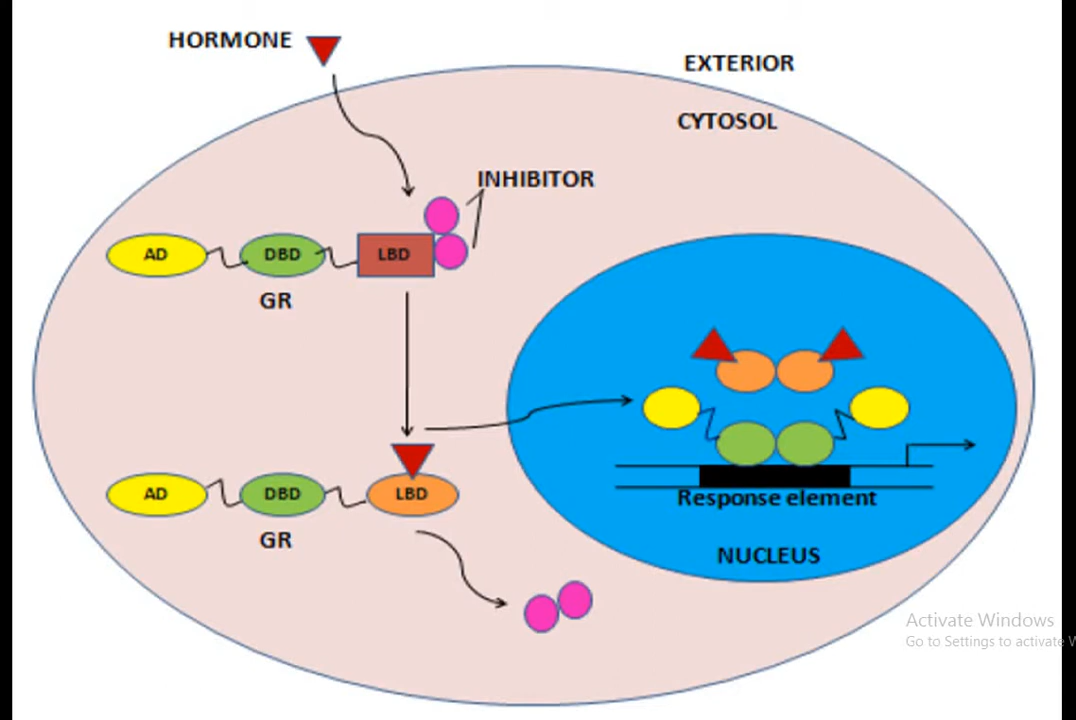 HORMONE
EXTERIOR
CYTOSOL
INHIBITOR
AD
DBD
LBD
GR
AD
DBD
LBD
GR
Response element
NUCLEUS
Activate Windows
Go to Settings to activate W